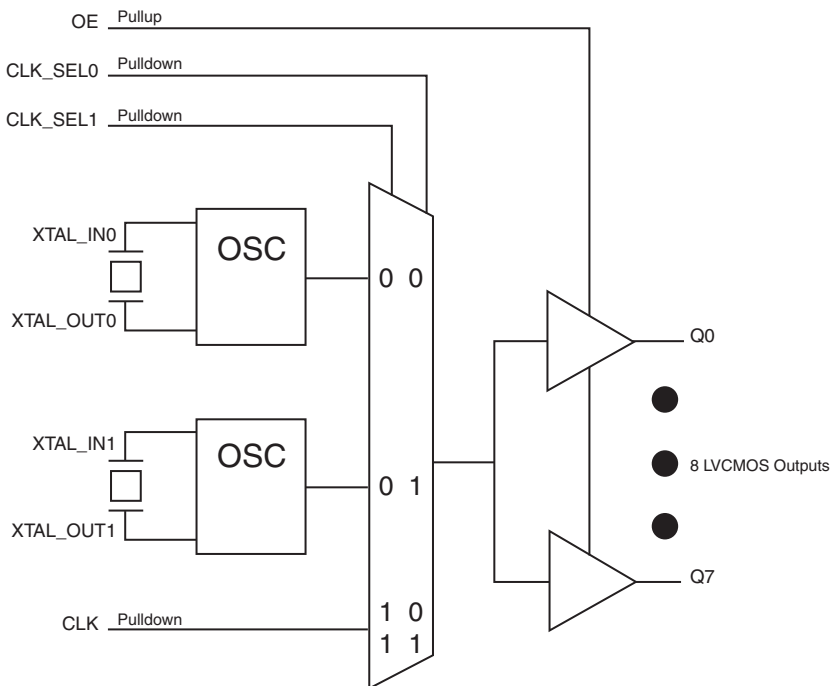 OE Pullup
CLK_SEL0 Pulldown
CLK_SEL1 Pulldown
XTAL_IN0
OSC
0 0
XTAL_OUT0
Q0
XTAL_IN1
OSC
0 1
8 LVCMOS Outputs
XTAL_OUT1
Q7
CLK Pulldown
1 0
1 1